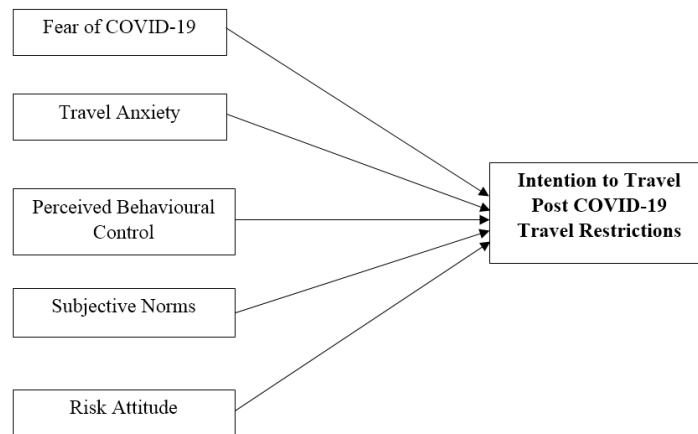 Fear of COVID-19
Travel Anxiety
Perceived Behavioural
Control
Subjective Norms
Risk Attitude
Intention to Travel
Post COVID-19
Travel Restrictions